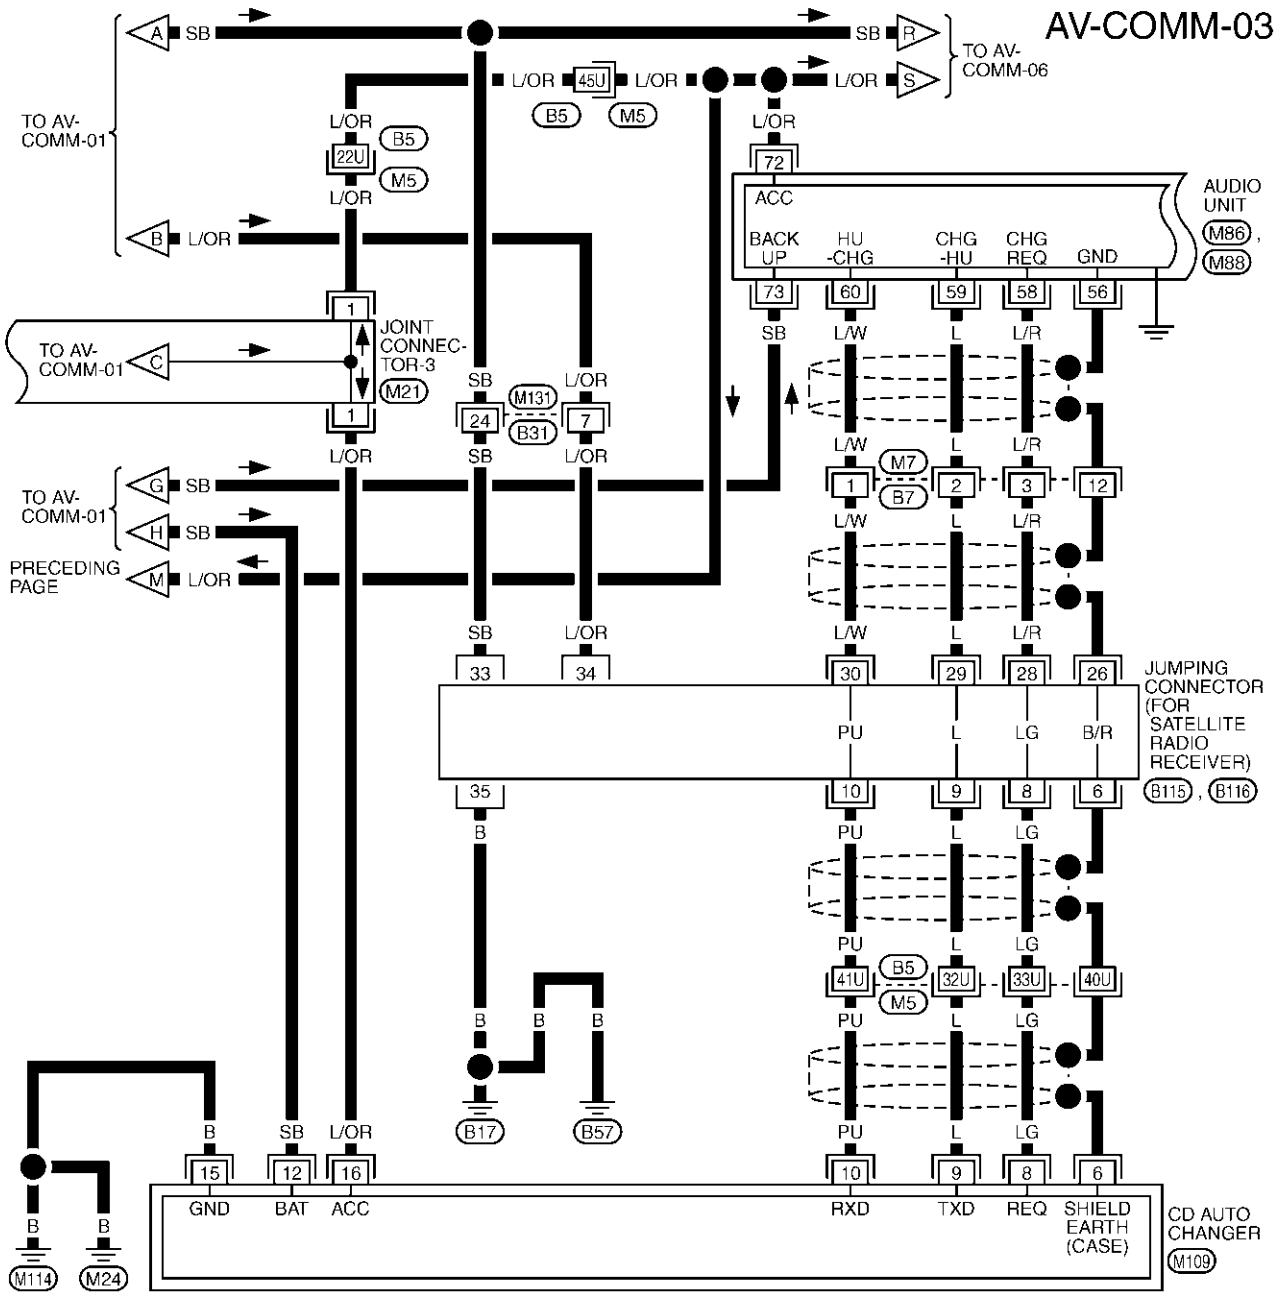 AV-COMM-03
A SB SB R
TO AV-
COMM-06
L/OR 45U L/OR L/OR S
B5 M5
TO AV-
COMM-01
L/OR
B5
22U
M5
L/OR
L/OR
72
ACC
AUDIO
UNIT
M86 ,
M88
B L/OR
BACK
UP
HU
-CHG
CHG
-HU
CHG
REQ
GND
73 60 59 58 56
SB L/W L L/R
1
TO AV-
COMM-01
C
JOINT
CONNEC-
TOR-3
M21
1
L/OR
SB L/OR
M131
24 7
B31
SB L/OR
L/W L L/R
M7
1 2 3 12
B7
L/W L L/R
TO AV-
COMM-01
G SB
H SB
PRECEDING
PAGE
M L/OR
SB L/OR L/W L L/R
33 34 30 29 28 26
PU L LG B/R
JUMPING
CONNECTOR
(FOR
SATELLITE
RADIO
RECEIVER)
B115 , B116
35 10 9 8 6
B PU L LG
PU L LG
B5
41U 32U 33U 40U
M5
B B B PU L LG
B17 B57
B SB L/OR PU L LG
15 12 16 10 9 8 6
GND BAT ACC RXD TXD REQ SHIELD
EARTH
(CASE)
CD AUTO
CHANGER
M109
B B
M114 M24